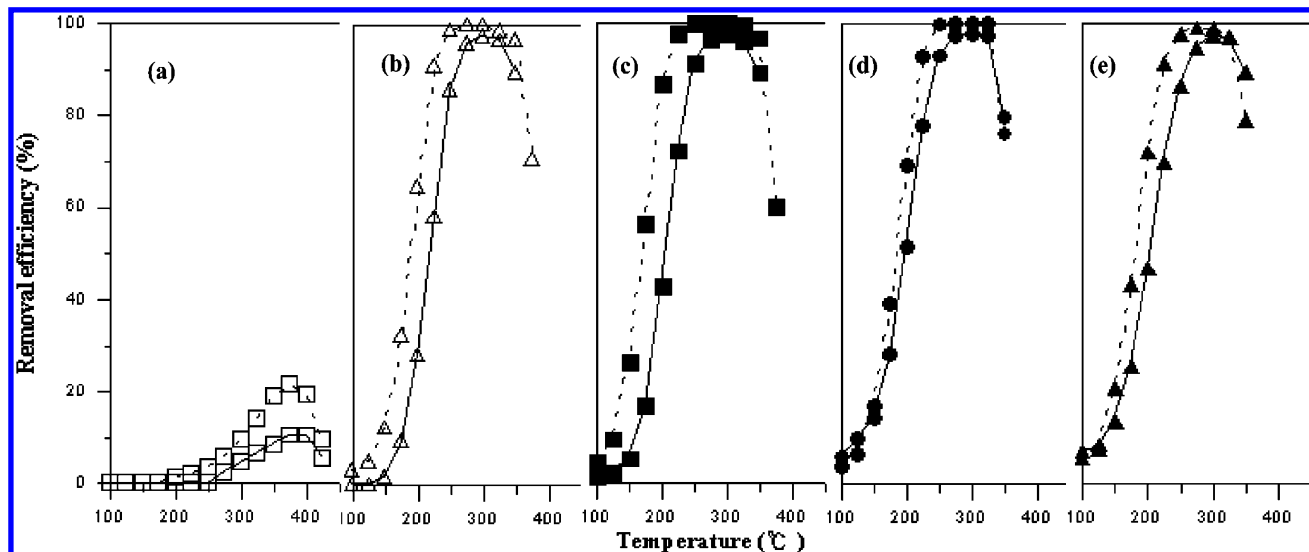 100
(a)
(b)
(c)
(d)
(e)
80
60
40
20
0
Removal efficiency (%)
100 200 300 400 100 200 300 400 100 200 300 400 100 200 300 400 100 200 300 400
Temperature (℃)